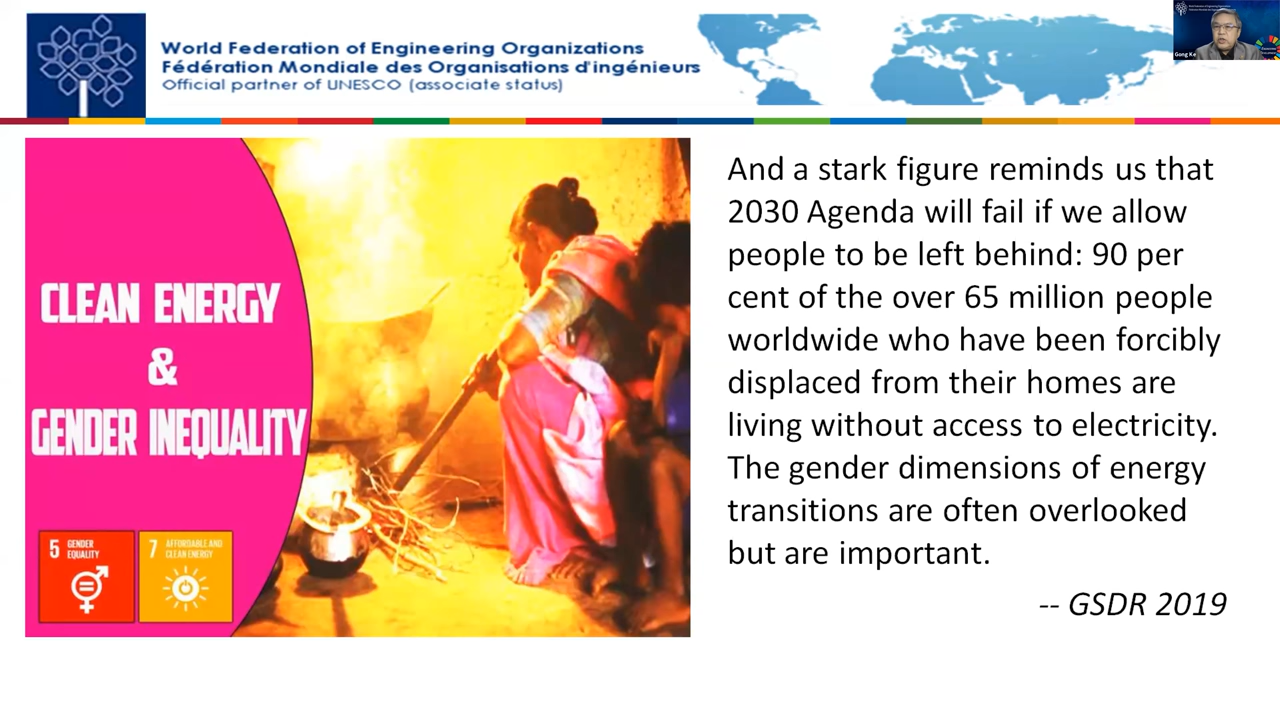 World Federation of Engineering Organizations
Fédération Mondiale des Organisations d'ingénieurs
Official partner of UNESCO (associate status)
Gong Ke
CLEAN ENERGY
&
GENDER INEQUALITY
5 GENDER
EQUALITY
7 AFFORDABLE AND
CLEAN ENERGY
And a stark figure reminds us that
2030 Agenda will fail if we allow
people to be left behind: 90 per
cent of the over 65 million people
worldwide who have been forcibly
displaced from their homes are
living without access to electricity.
The gender dimensions of energy
transitions are often overlooked
but are important.
-- GSDR 2019